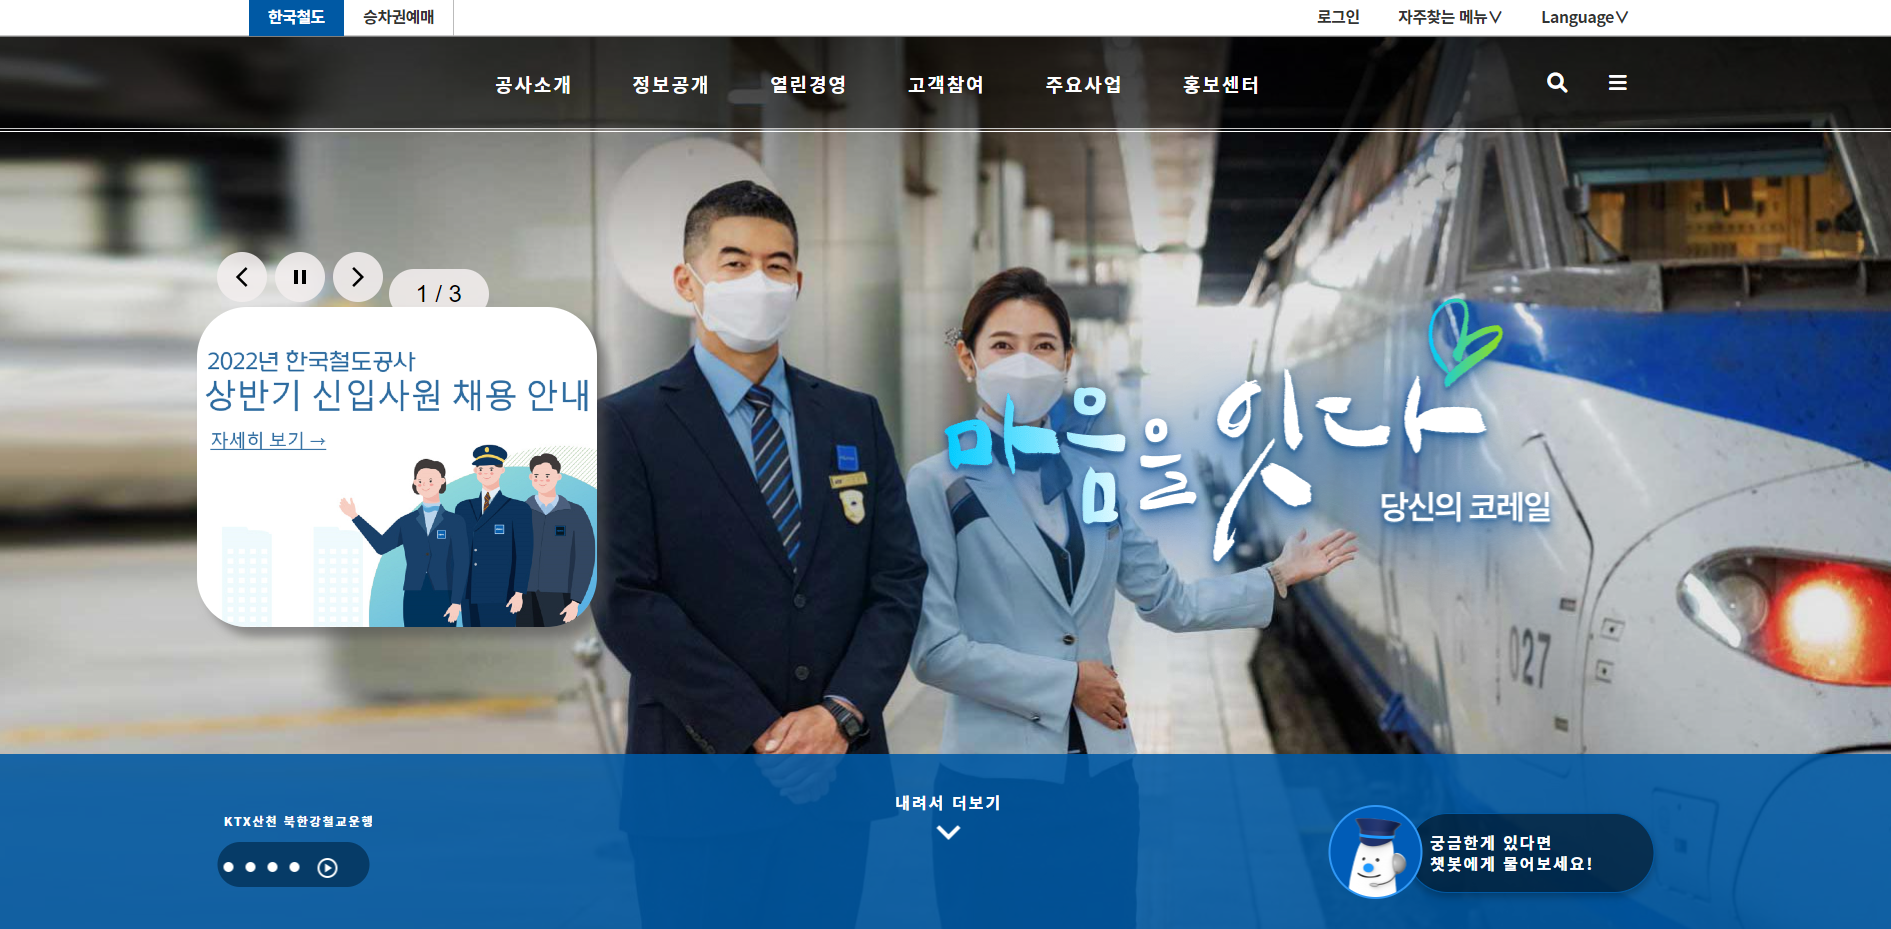 한국철도
승차권예매
로그인
자주찾는 메뉴∨
Language∨
공사소개
정보공개
열린경영
고객참여
주요사업
홍보센터
1 / 3
2022년 한국철도공사
상반기 신입사원 채용 안내
자세히 보기 →
마음을 잇다
당신의 코레일
027
내려서 더보기
KTX산천 북한강철교운행
궁금한게 있다면
챗봇에게 물어보세요!